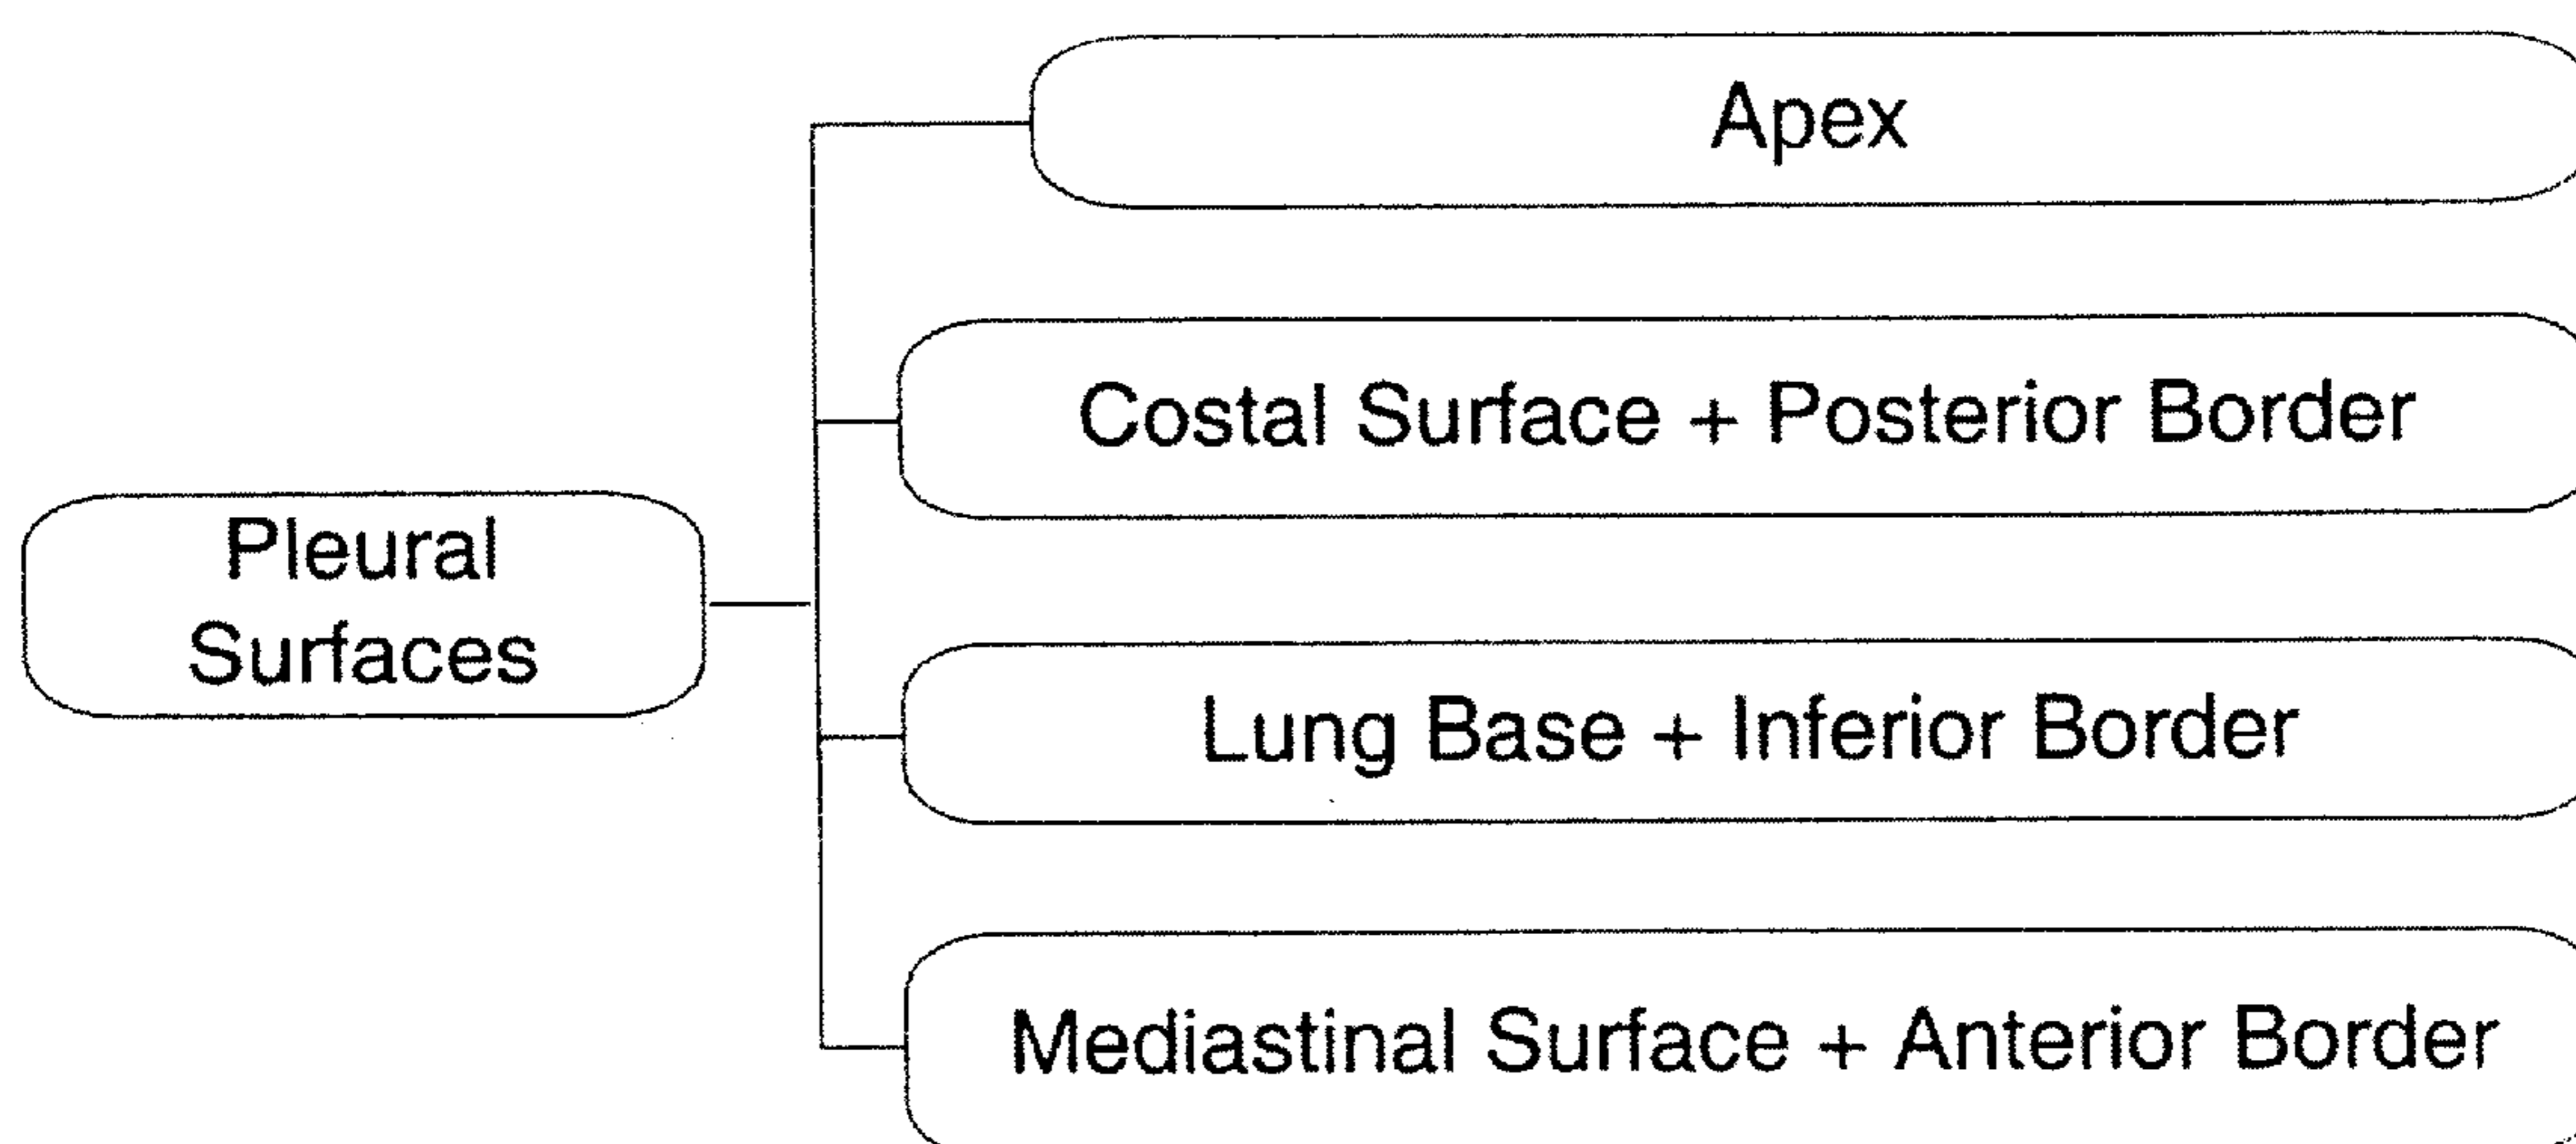 Apex
Costal Surface + Posterior Border
Pleural
Surfaces
Lung Base + Inferior Border
Mediastinal Surface + Anterior Border